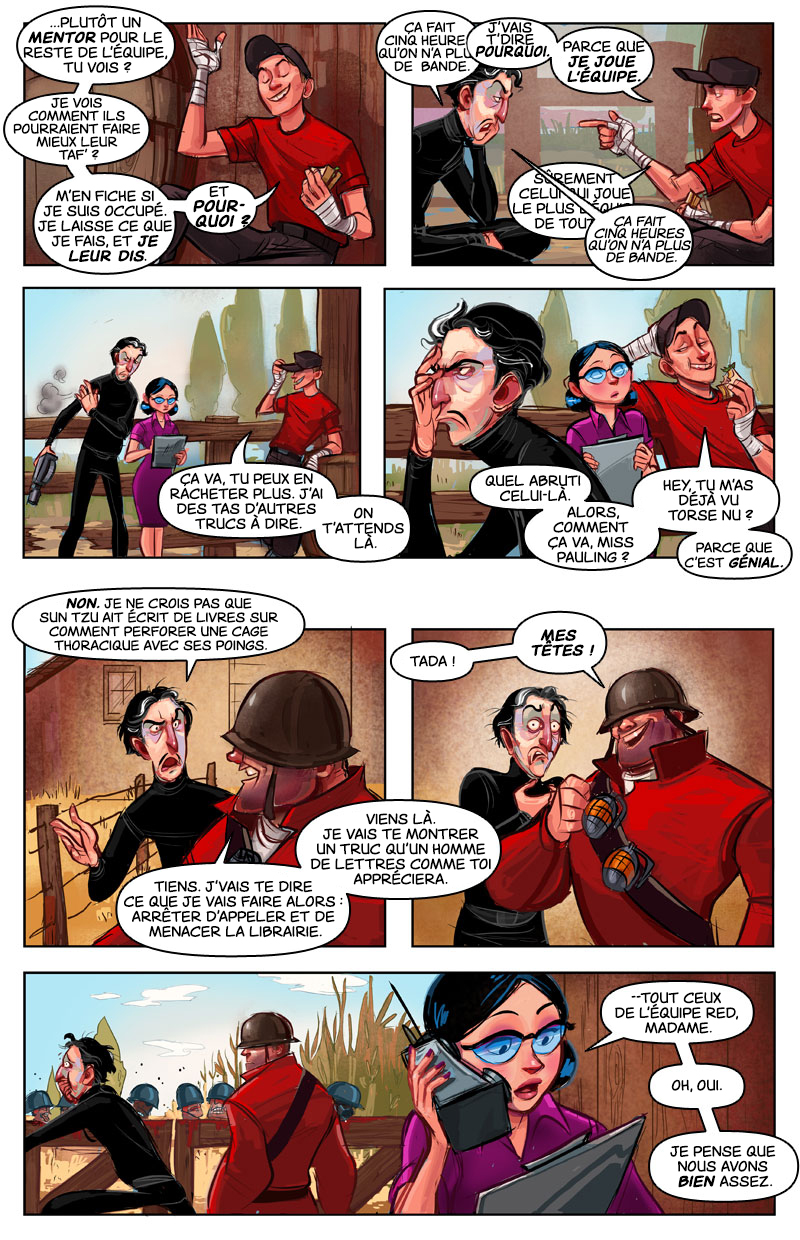 ...PLUTÔT UN
MENTOR POUR LE
RESTE DE L'ÉQUIPE,
TU VOIS ?
JE VOIS
COMMENT ILS
POURRAIENT FAIRE
MIEUX LEUR
TAF' ?
M'EN FICHE SI
JE SUIS OCCUPÉ.
JE LAISSE CE QUE
JE FAIS, ET JE
LEUR DIS.
ET
POUR-
QUOI ?
ÇA FAIT
CINQ HEURES
QU'ON N'A PLUS
DE BANDE.
J'VAIS
T'DIRE
POURQUOI.
PARCE QUE
JE JOUE
L'ÉQUIPE.
SÛREMENT
CELUI QUI JOUE
LE PLUS L'ÉQUIPE
DE TOUT
ÇA FAIT
CINQ HEURES
QU'ON N'A PLUS
DE BANDE.
ÇA VA, TU PEUX EN
RACHETER PLUS. J'AI
DES TAS D'AUTRES
TRUCS À DIRE.
ON
T'ATTENDS
LÀ.
QUEL ABRUTI
CELUI-LÀ.
ALORS,
COMMENT
ÇA VA, MISS
PAULING ?
HEY, TU M'AS
DÉJÀ VU
TORSE NU ?
PARCE QUE
C'EST GÉNIAL.
NON. JE NE CROIS PAS QUE
SUN TZU AIT ÉCRIT DE LIVRES SUR
COMMENT PERFORER UNE CAGE
THORACIQUE AVEC SES POINGS.
TIENS. J'VAIS TE DIRE
CE QUE JE VAIS FAIRE ALORS :
ARRÊTER D'APPELER ET DE
MENACER LA LIBRAIRIE.
VIENS LÀ.
JE VAIS TE MONTRER
UN TRUC QU'UN HOMME
DE LETTRES COMME TOI
APPRÉCIERA.
TADA !
MES
TÊTES !
--TOUT CEUX
DE L'ÉQUIPE RED,
MADAME.
OH, OUI.
JE PENSE QUE
NOUS AVONS
BIEN ASSEZ.